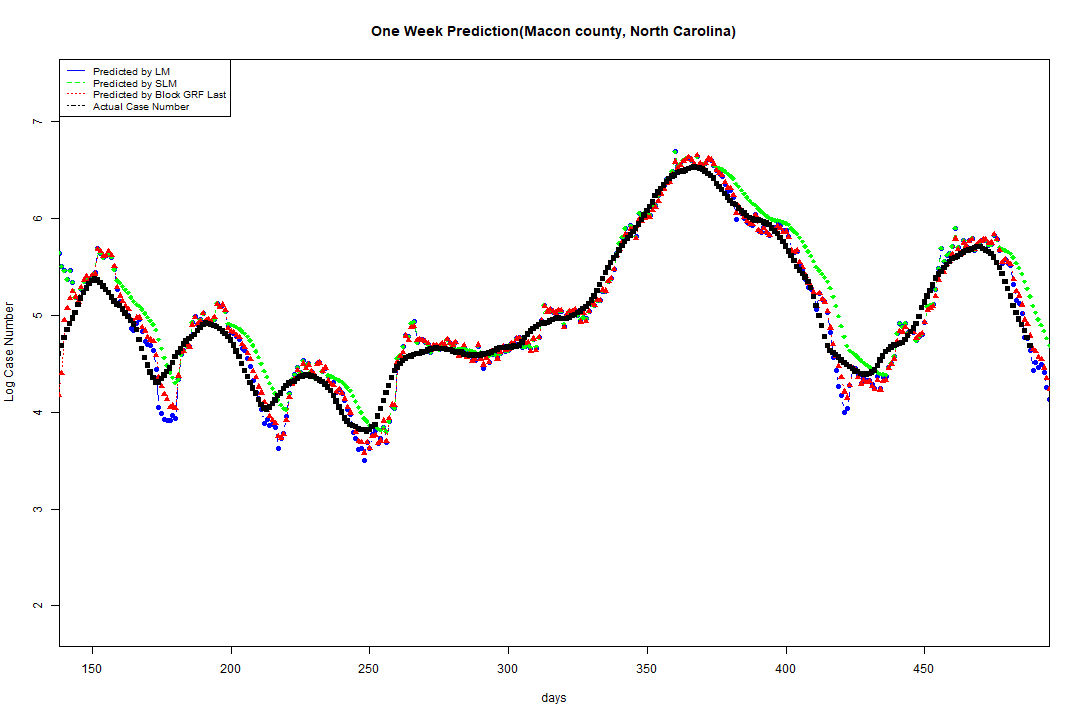 One Week Prediction(Macon county, North Carolina)
Predicted by LM
Predicted by SLM
Predicted by Block GRF Last
Actual Case Number
7
6
5
4
3
2
Log Case Number
150 200 250 300 350 400 450
days